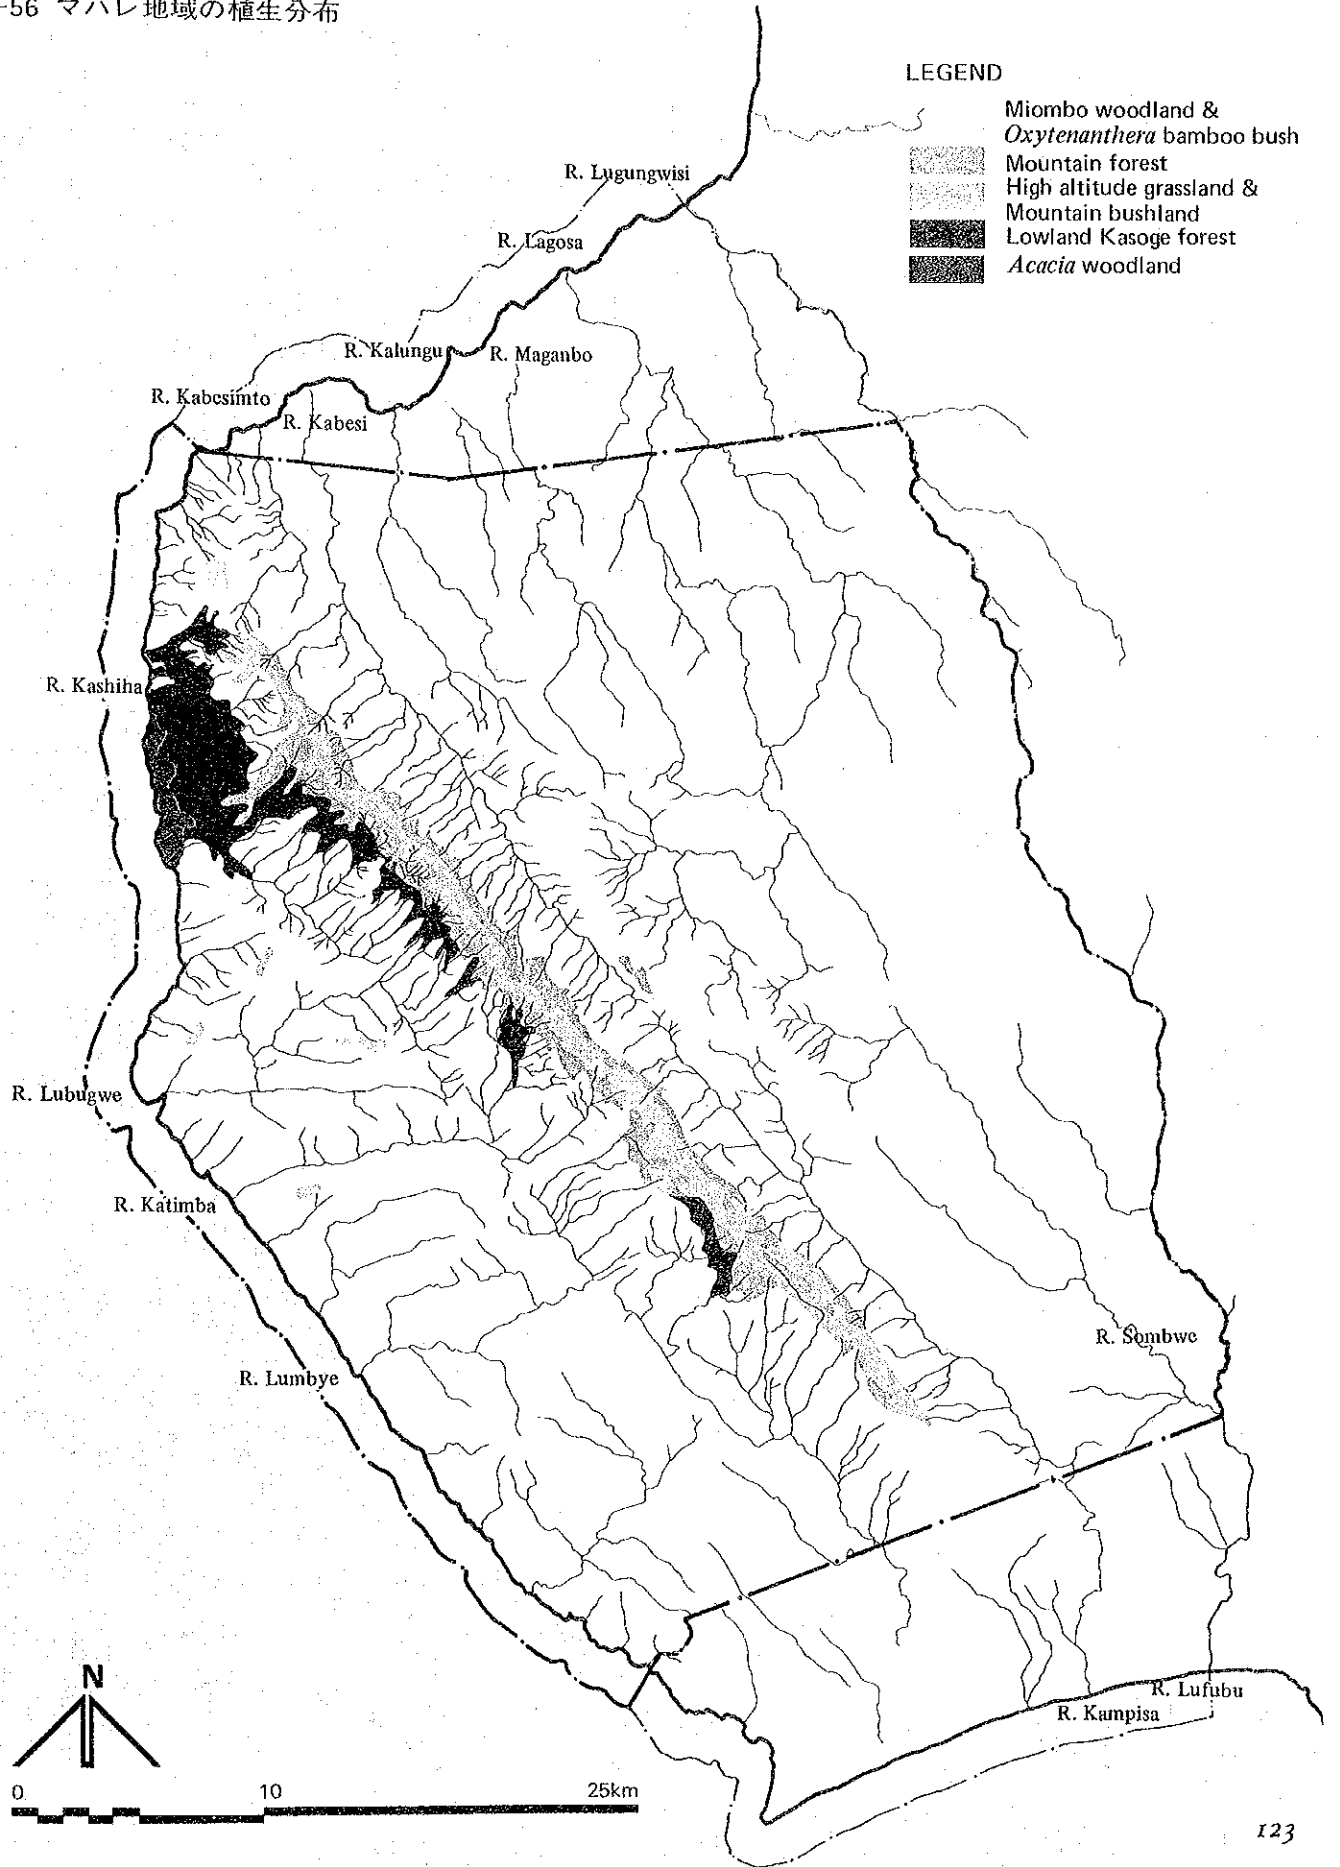 -56 マハレ地域の植生分布
LEGEND
Miombo woodland &
Oxytenanthera bamboo bush
Mountain forest
High altitude grassland &
Mountain bushland
Lowland Kasoge forest
Acacia woodland
R. Lugungwisi
R. Lagosa
R. Kalungu
R. Maganbo
R. Kabesimto
R. Kabesi
R. Kashiha
R. Lubugwe
R. Katimba
R. Sombwe
R. Lumbye
R. Lufubu
R. Kampisa
N
0 10 25km
123